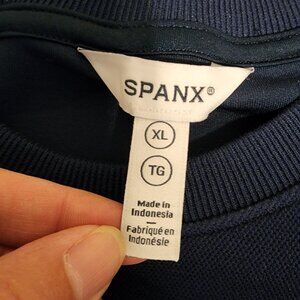 SPANX®
XL
TG
Made in
Indonesia
Fabriqué en
Indonésie